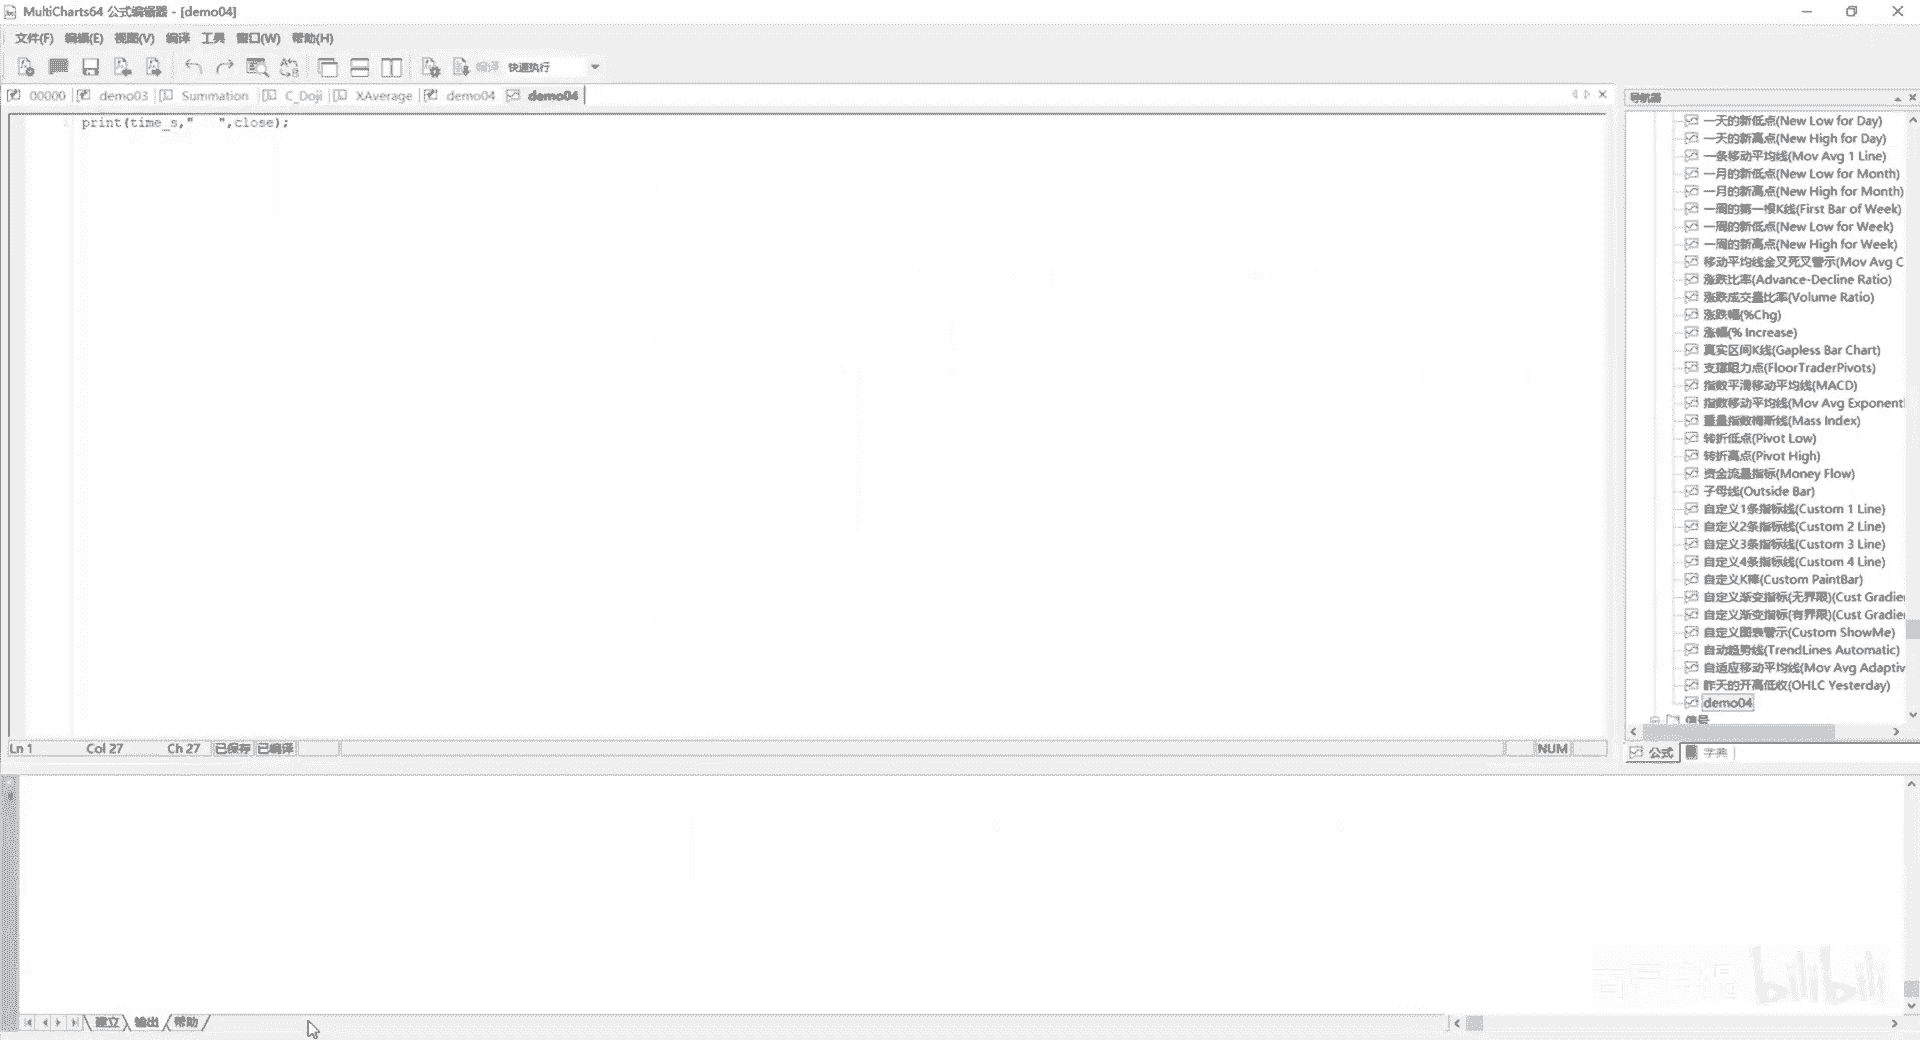 MultiCharts64 公式编辑器 - [demo04]
文件(F) 编辑(E) 视图(V) 编译 工具 窗口(W) 帮助(H)
编译 快速执行
00000 demo03 Summation C_Doji XAverage demo04 demo04
print(time_s,"   ",close);
Ln 1 Col 27 Ch 27 已保存 已编译 NUM
导航器
一天的新低点(New Low for Day)
一天的新高点(New High for Day)
一条移动平均线(Mov Avg 1 Line)
一月的新低点(New Low for Month)
一月的新高点(New High for Month)
一周的第一根K线(First Bar of Week)
一周的新低点(New Low for Week)
一周的新高点(New High for Week)
移动平均线金叉死叉警示(Mov Avg C
涨跌比率(Advance-Decline Ratio)
涨跌成交量比率(Volume Ratio)
涨跌幅(%Chg)
涨幅(% Increase)
真实区间K线(Gapless Bar Chart)
支撑阻力点(FloorTraderPivots)
指数平滑移动平均线(MACD)
指数移动平均线(Mov Avg Exponenti
重量指数梅斯线(Mass Index)
转折低点(Pivot Low)
转折高点(Pivot High)
资金流量指标(Money Flow)
子母线(Outside Bar)
自定义1条指标线(Custom 1 Line)
自定义2条指标线(Custom 2 Line)
自定义3条指标线(Custom 3 Line)
自定义4条指标线(Custom 4 Line)
自定义K棒(Custom PaintBar)
自定义渐变指标(无界限)(Cust Gradie
自定义渐变指标(有界限)(Cust Gradie
自定义图表警示(Custom ShowMe)
自动趋势线(TrendLines Automatic)
自适应移动平均线(Mov Avg Adaptiv
昨天的开高低收(OHLC Yesterday)
demo04
信号
公式 字典
建立 输出 帮助
bilibili